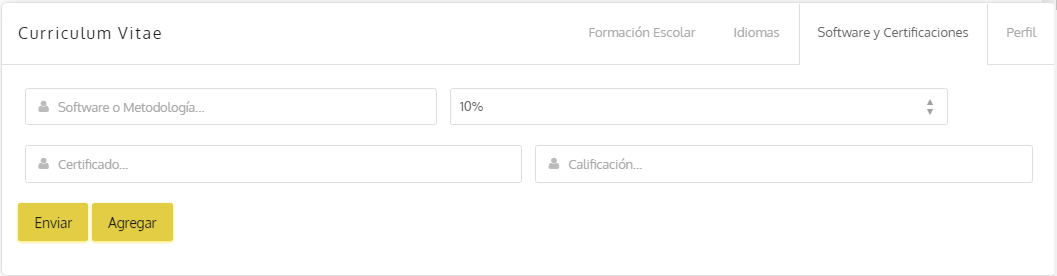 Curriculum Vitae
Formación Escolar Idiomas Software y Certificaciones Perfil
Software o Metodología... 10%
Certificado... Calificación...
Enviar Agregar